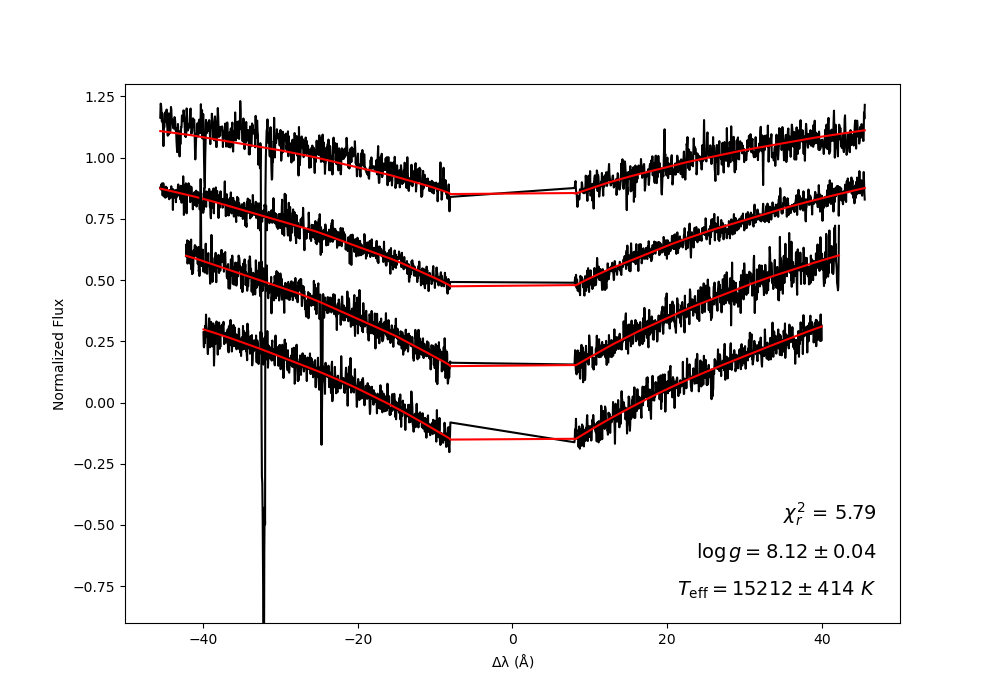 1.25
1.00
0.75
0.50
0.25
0.00
−0.25
−0.50
−0.75
Normalized Flux
χ²ᵣ = 5.79
log g = 8.12 ± 0.04
T_eff = 15212 ± 414 K
−40 −20 0 20 40
Δλ (Å)